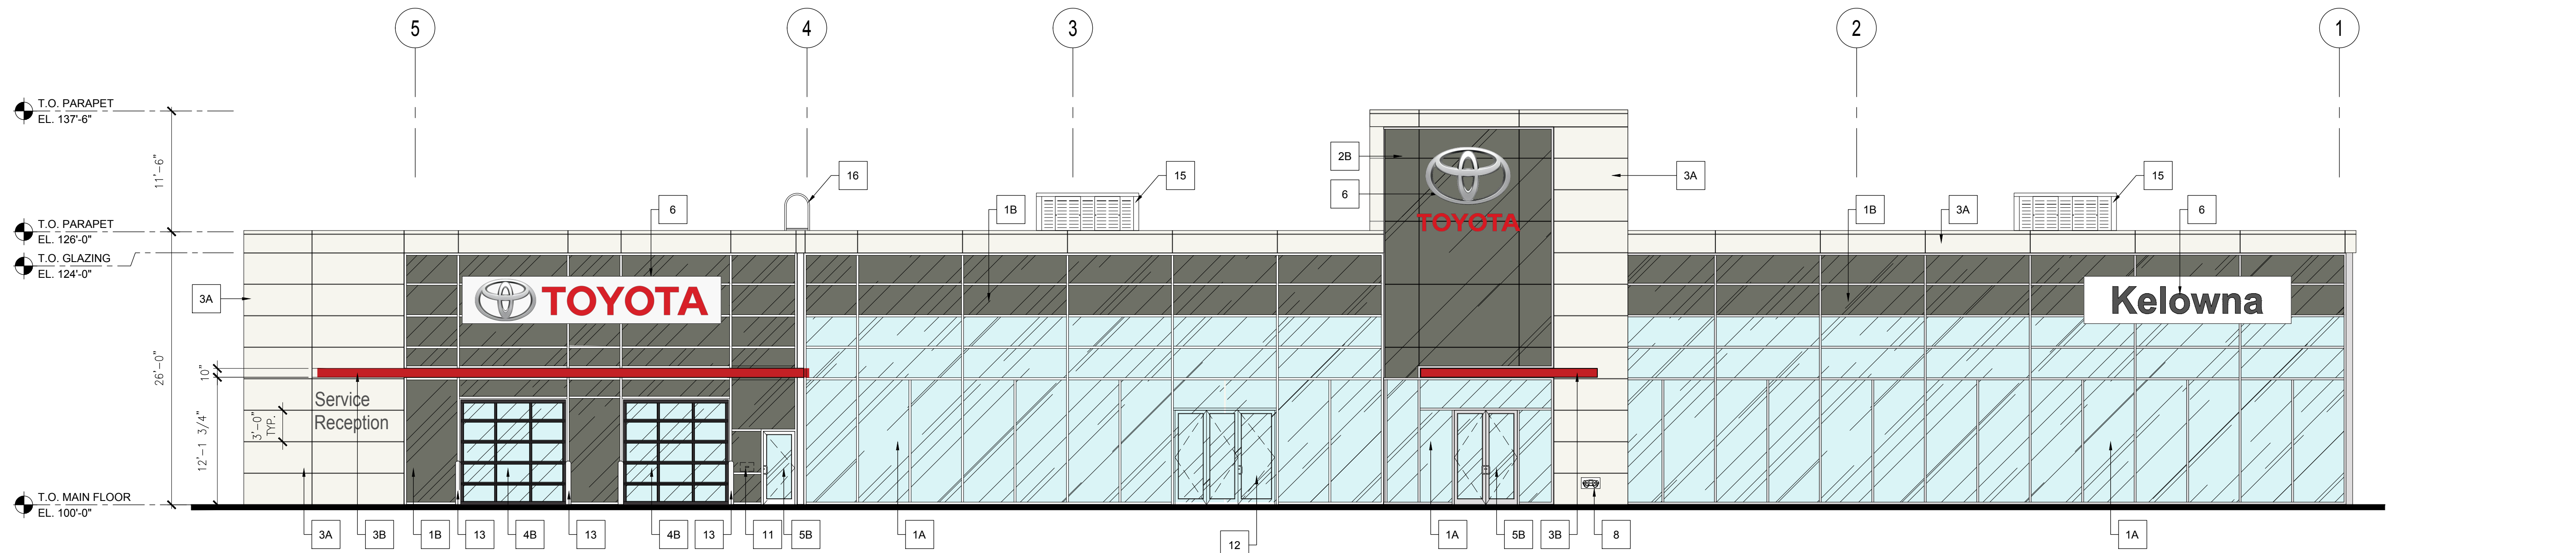 5
4
3
2
1
T.O. PARAPET
EL. 137'-6"
11'-6"
16
15
2B
6
3A
15
TOYOTA
6
1B
1B
3A
6
T.O. PARAPET
EL. 126'-0"
T.O. GLAZING
EL. 124'-0"
3A
TOYOTA
Kelowna
26'-0"
10"
12'-1 3/4"
3'-0"
TYP.
Service
Reception
T.O. MAIN FLOOR
EL. 100'-0"
3A
3B
1B
13
4B
13
4B
13
11
5B
1A
12
1A
5B
3B
8
1A